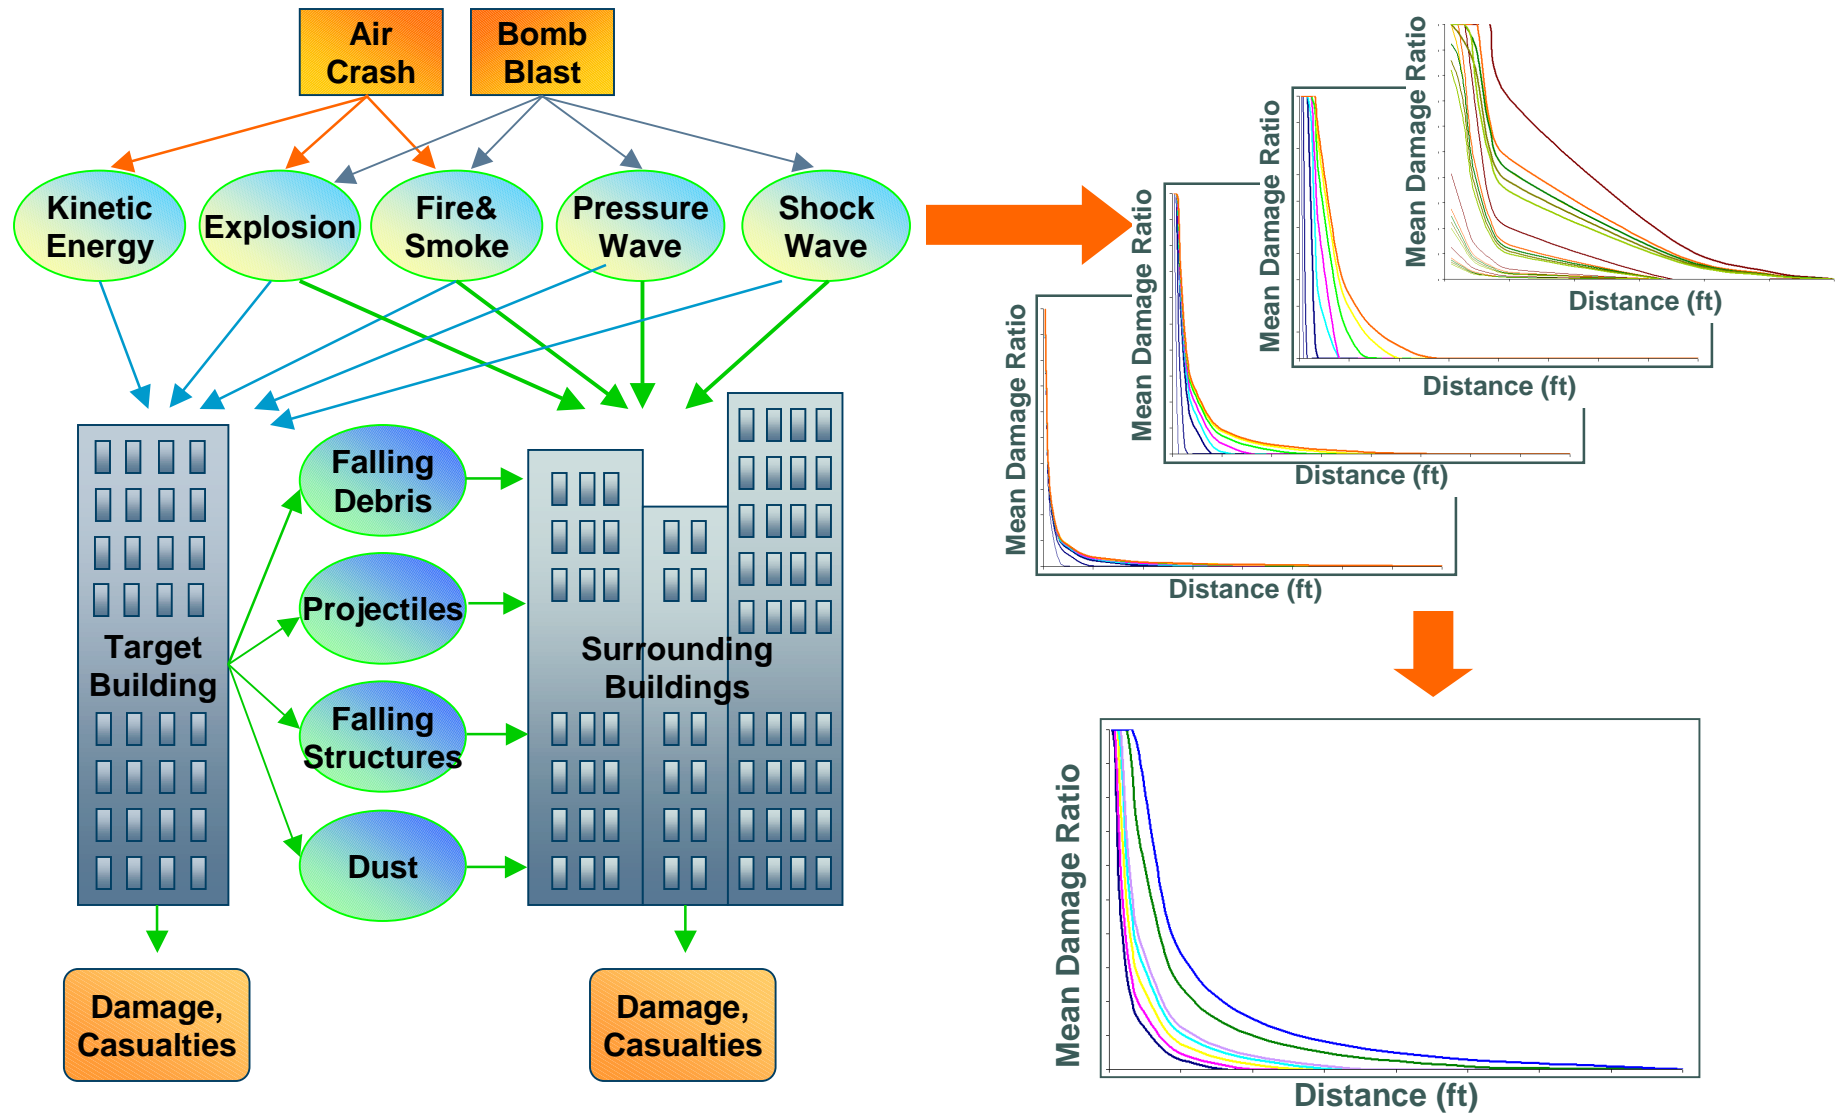 Air
Crash
Bomb
Blast
Kinetic
Energy
Explosion
Fire&
Smoke
Pressure
Wave
Shock
Wave
Target
Building
Falling
Debris
Projectiles
Falling
Structures
Dust
Surrounding
Buildings
Damage,
Casualties
Damage,
Casualties
Mean Damage Ratio
Distance (ft)
Mean Damage Ratio
Distance (ft)
Mean Damage Ratio
Distance (ft)
Mean Damage Ratio
Distance (ft)
Mean Damage Ratio
Distance (ft)